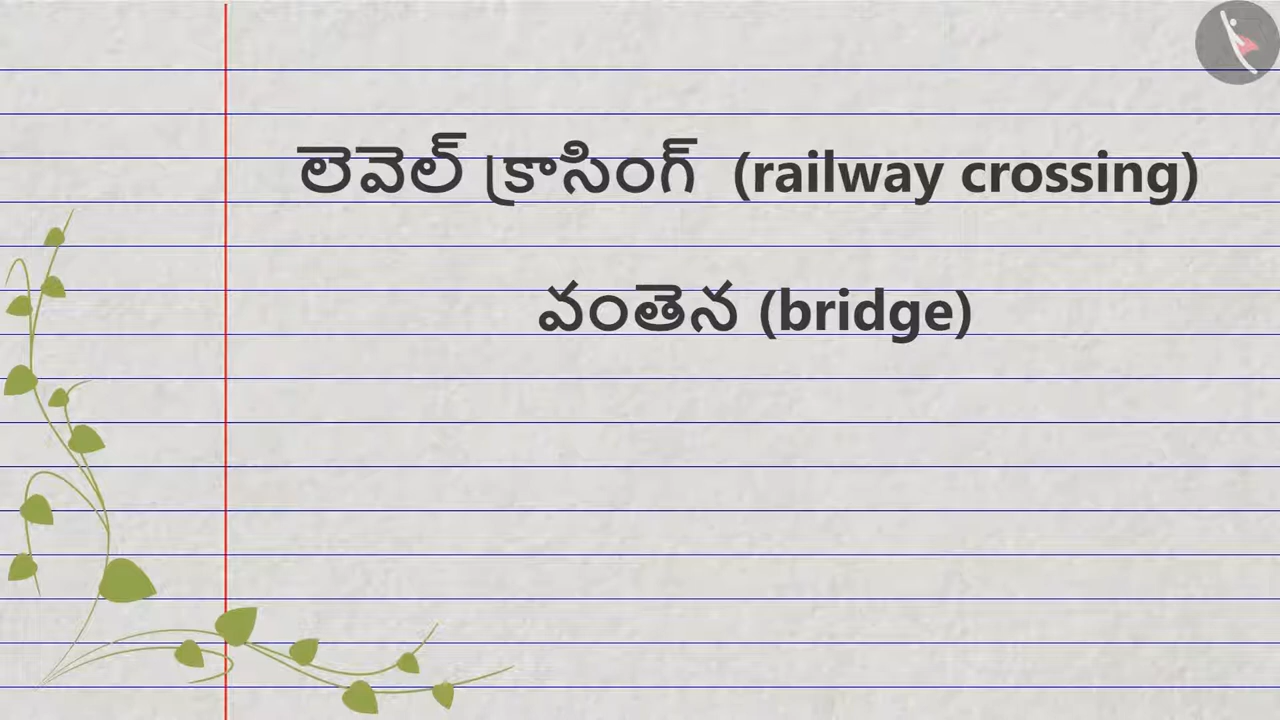 లెవెల్ క్రాసింగ్ (railway crossing)
వంతెన (bridge)